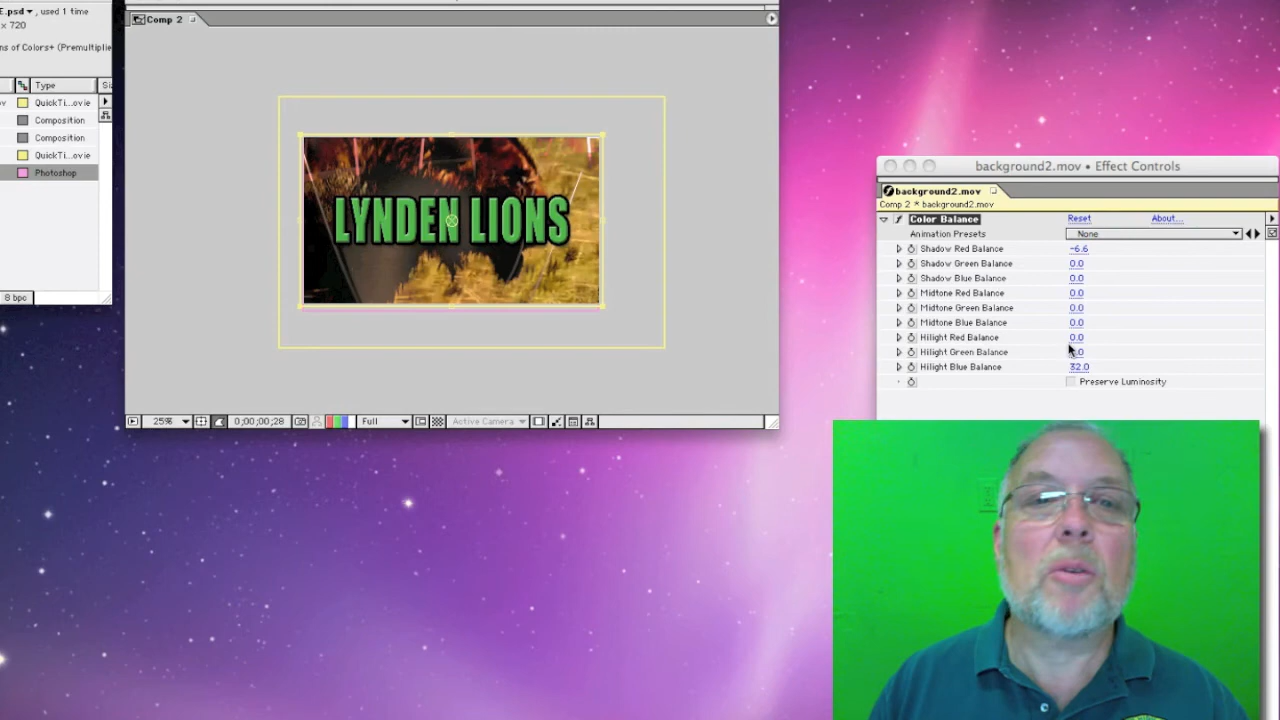 E.psd ▾, used 1 time
x 720
ns of Colors+ (Premultiplie
Type
QuickTi...ovie
Composition
Composition
QuickTi...ovie
Photoshop
8 bpc
Comp 2
LYNDEN LIONS
25%
0;00;00;28
Full
Active Camera
background2.mov • Effect Controls
background2.mov
Comp 2 * background2.mov
Color Balance
Reset
About...
Animation Presets
None
Shadow Red Balance
-6.6
Shadow Green Balance
0.0
Shadow Blue Balance
0.0
Midtone Red Balance
0.0
Midtone Green Balance
0.0
Midtone Blue Balance
0.0
Hilight Red Balance
0.0
Hilight Green Balance
Hilight Blue Balance
32.0
Preserve Luminosity